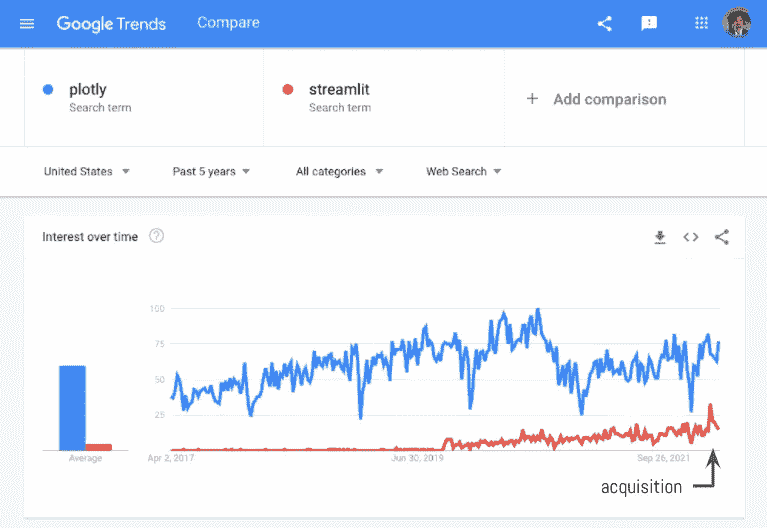 Google Trends Compare
plotly
Search term
streamlit
Search term
+ Add comparison
United States Past 5 years All categories Web Search
Interest over time ?
100
75
50
25
Average
Apr 2, 2017 Jun 30, 2019 Sep 26, 2021
acquisition